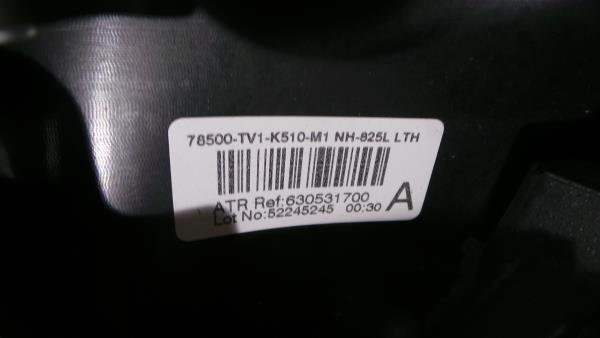 78500-TV1-K510-M1 NH-825L LTH
ATR Ref:630531700
Lot No:52245245 00:30 A